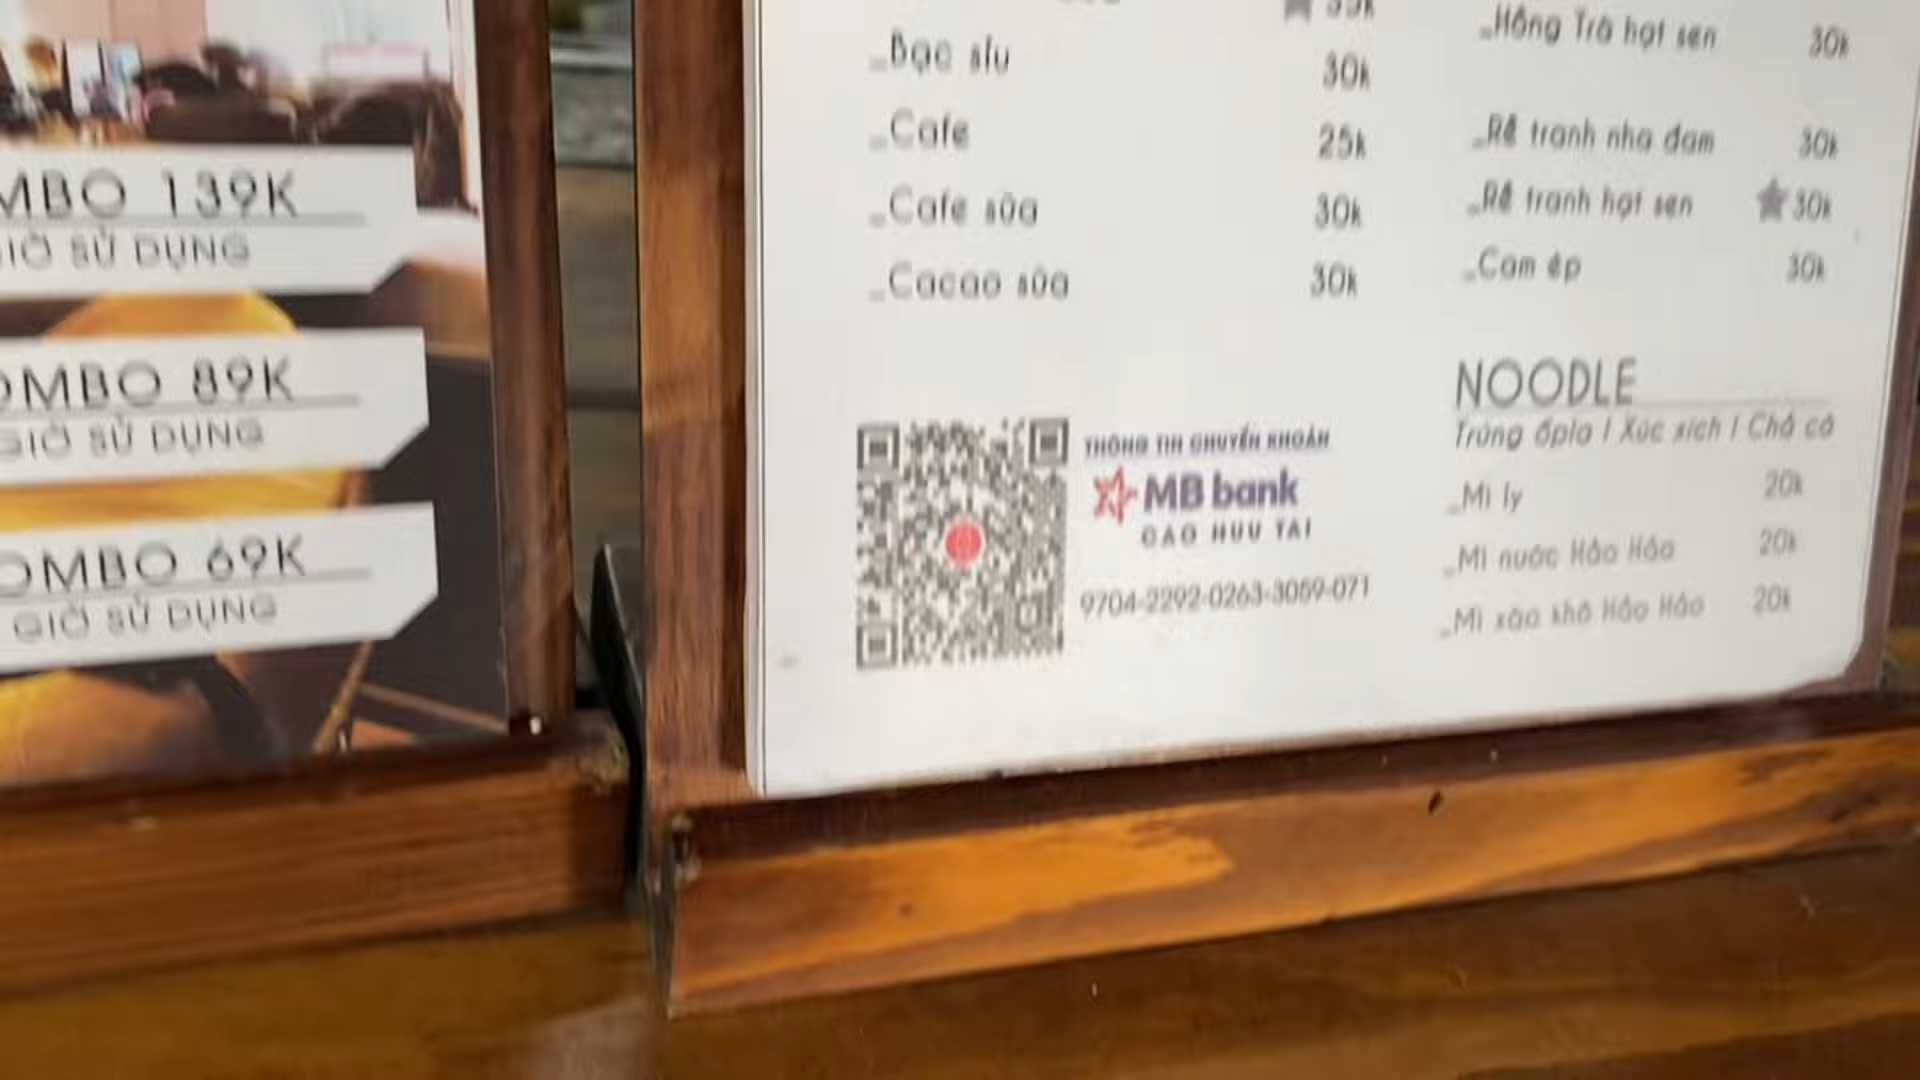 MBO 139K
GIỜ SỬ DỤNG
OMBO 89K
GIỜ SỬ DỤNG
OMBO 69K
GIỜ SỬ DỤNG
35k
_Bạc sỉu 30k
_Cafe 25k
_Cafe sữa 30k
_Cacao sữa 30k
THÔNG TIN CHUYỂN KHOẢN
MB bank
CAO HUU TAI
9704-2292-0263-3059-071
_Hồng Trà hạt sen 30k
_Rễ tranh nha đam 30k
_Rễ tranh hạt sen 30k
_Cam ép 30k
NOODLE
Trứng ốpla | Xúc xích | Chả cá
_Mì ly 20k
_Mì nước Hảo Hảo 20k
_Mì xào khô Hảo Hảo 20k